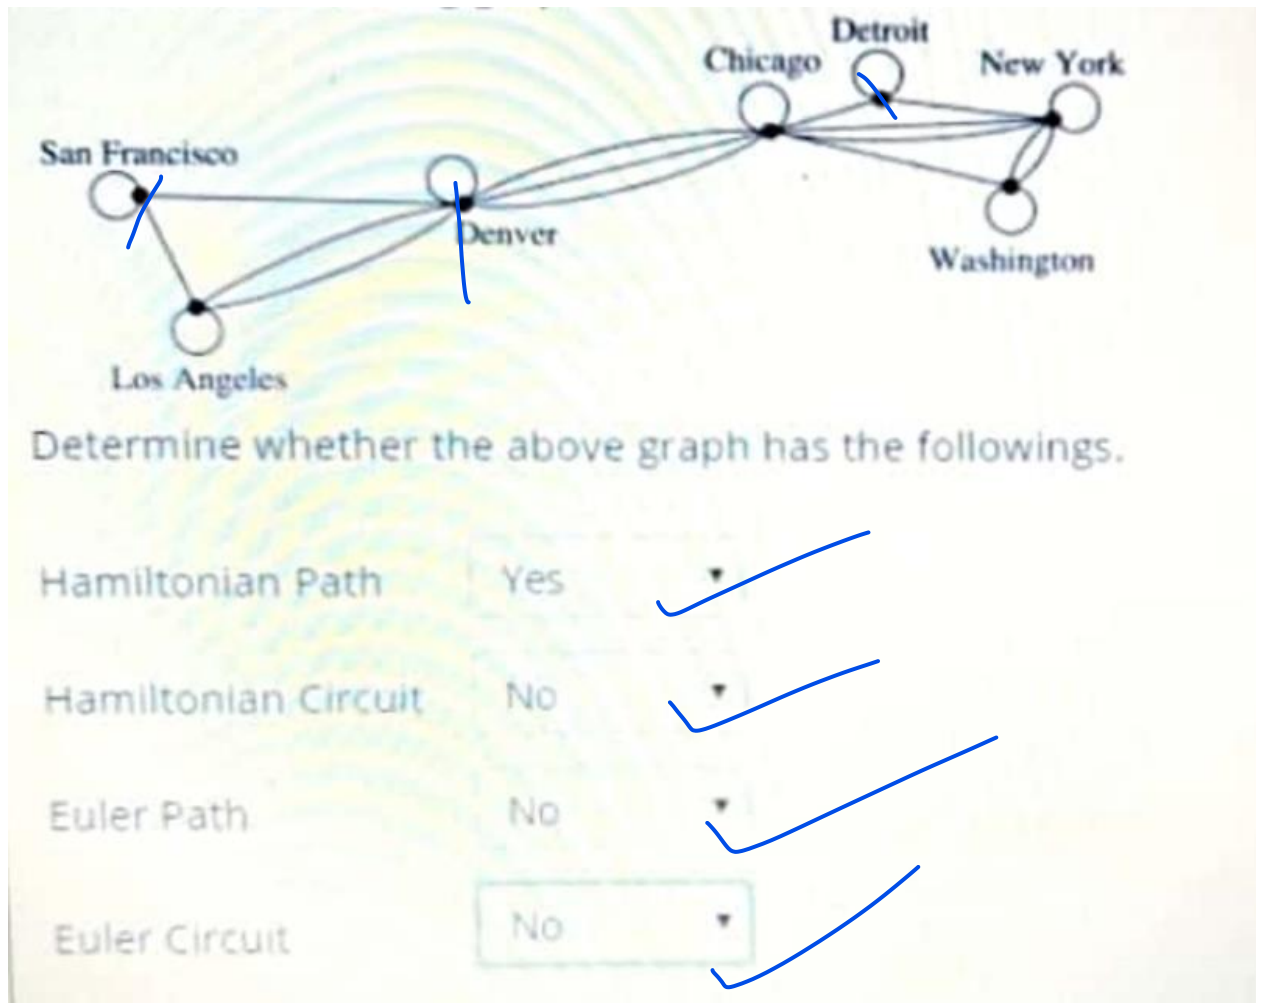 Detroit
Chicago
New York
San Francisco
Denver
Washington
Los Angeles
Determine whether the above graph has the followings.
Hamiltonian Path Yes
Hamiltonian Circuit No
Euler Path No
Euler Circuit No